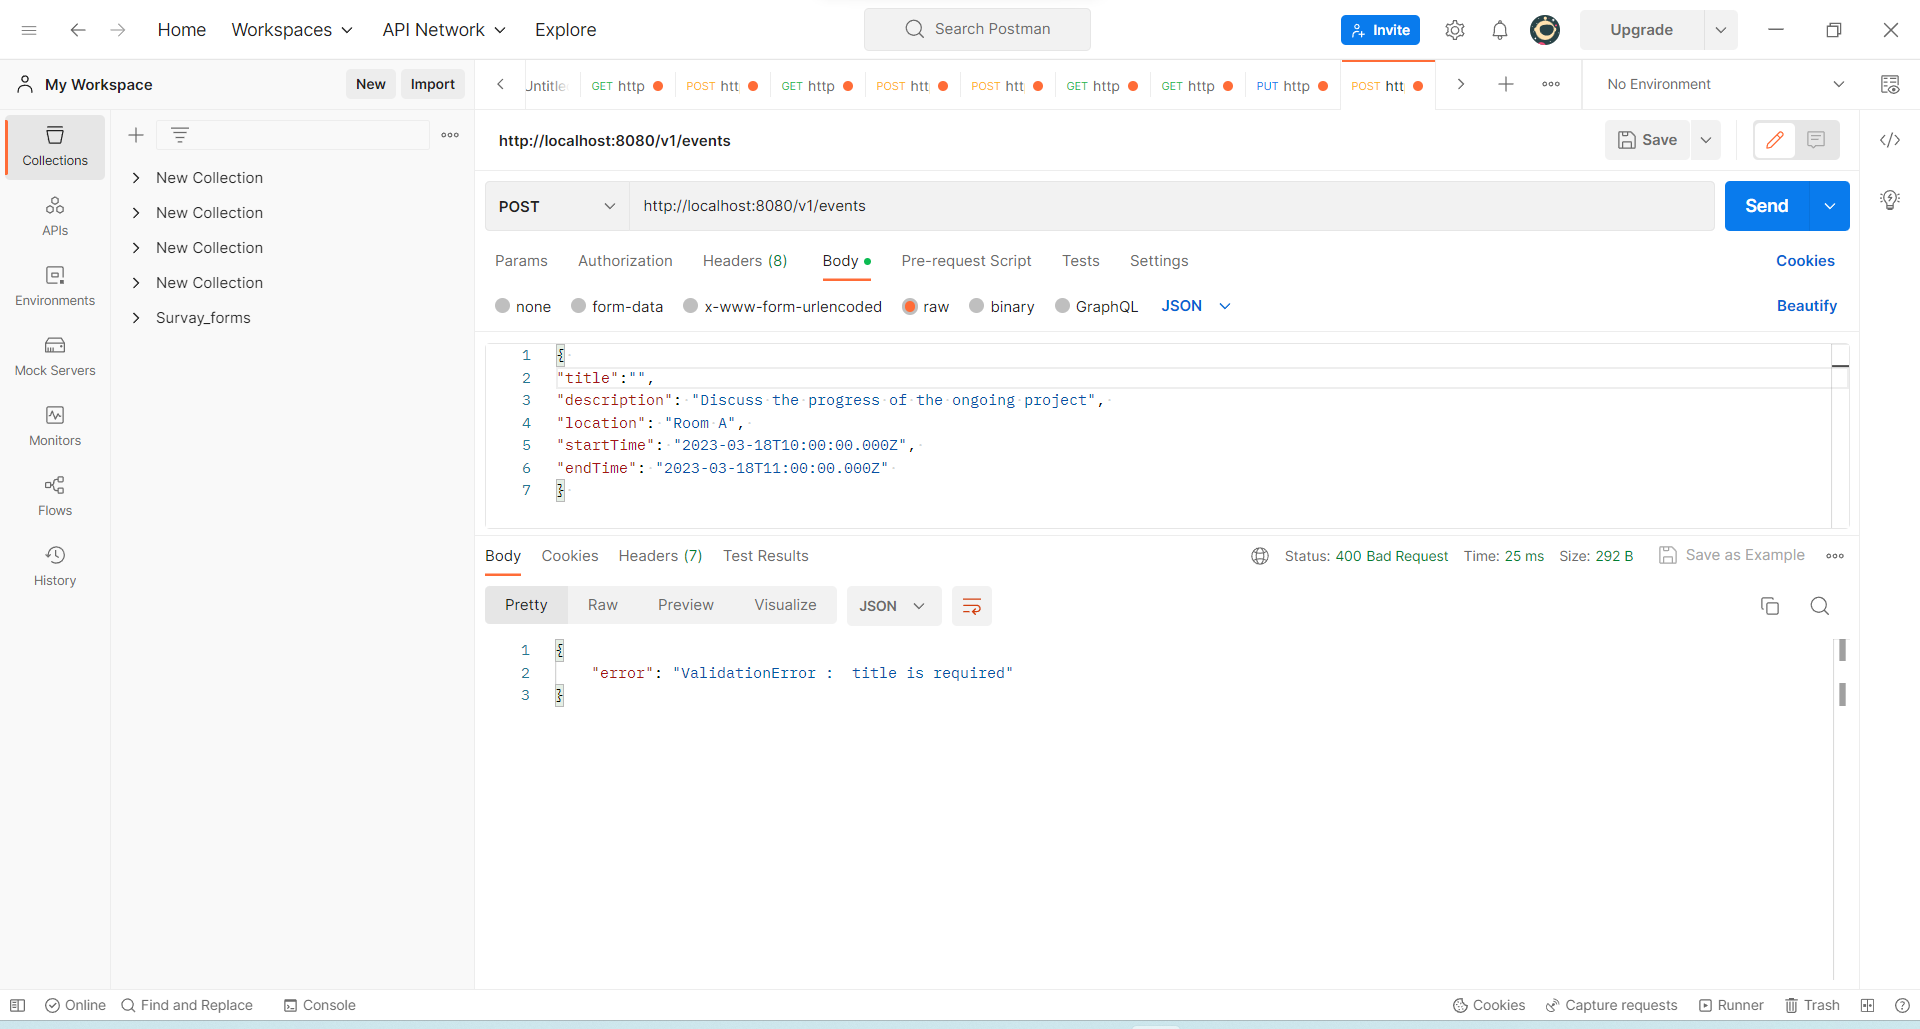 Home Workspaces API Network Explore Search Postman Invite Upgrade
My Workspace New Import
Untitle GET http POST htt GET http POST htt POST htt GET http GET http PUT http POST htt No Environment
Collections
APIs
Environments
Mock Servers
Monitors
Flows
History
New Collection
New Collection
New Collection
New Collection
Survay_forms
http://localhost:8080/v1/events Save
POST http://localhost:8080/v1/events Send
Params Authorization Headers (8) Body Pre-request Script Tests Settings Cookies
none form-data x-www-form-urlencoded raw binary GraphQL JSON Beautify
1 {
2 "title":"",
3 "description": "Discuss the progress of the ongoing project",
4 "location": "Room A",
5 "startTime": "2023-03-18T10:00:00.000Z",
6 "endTime": "2023-03-18T11:00:00.000Z"
7 }
Body Cookies Headers (7) Test Results Status: 400 Bad Request Time: 25 ms Size: 292 B Save as Example
Pretty Raw Preview Visualize JSON
1 {
2 "error": "ValidationError :  title is required"
3 }
Online Find and Replace Console Cookies Capture requests Runner Trash